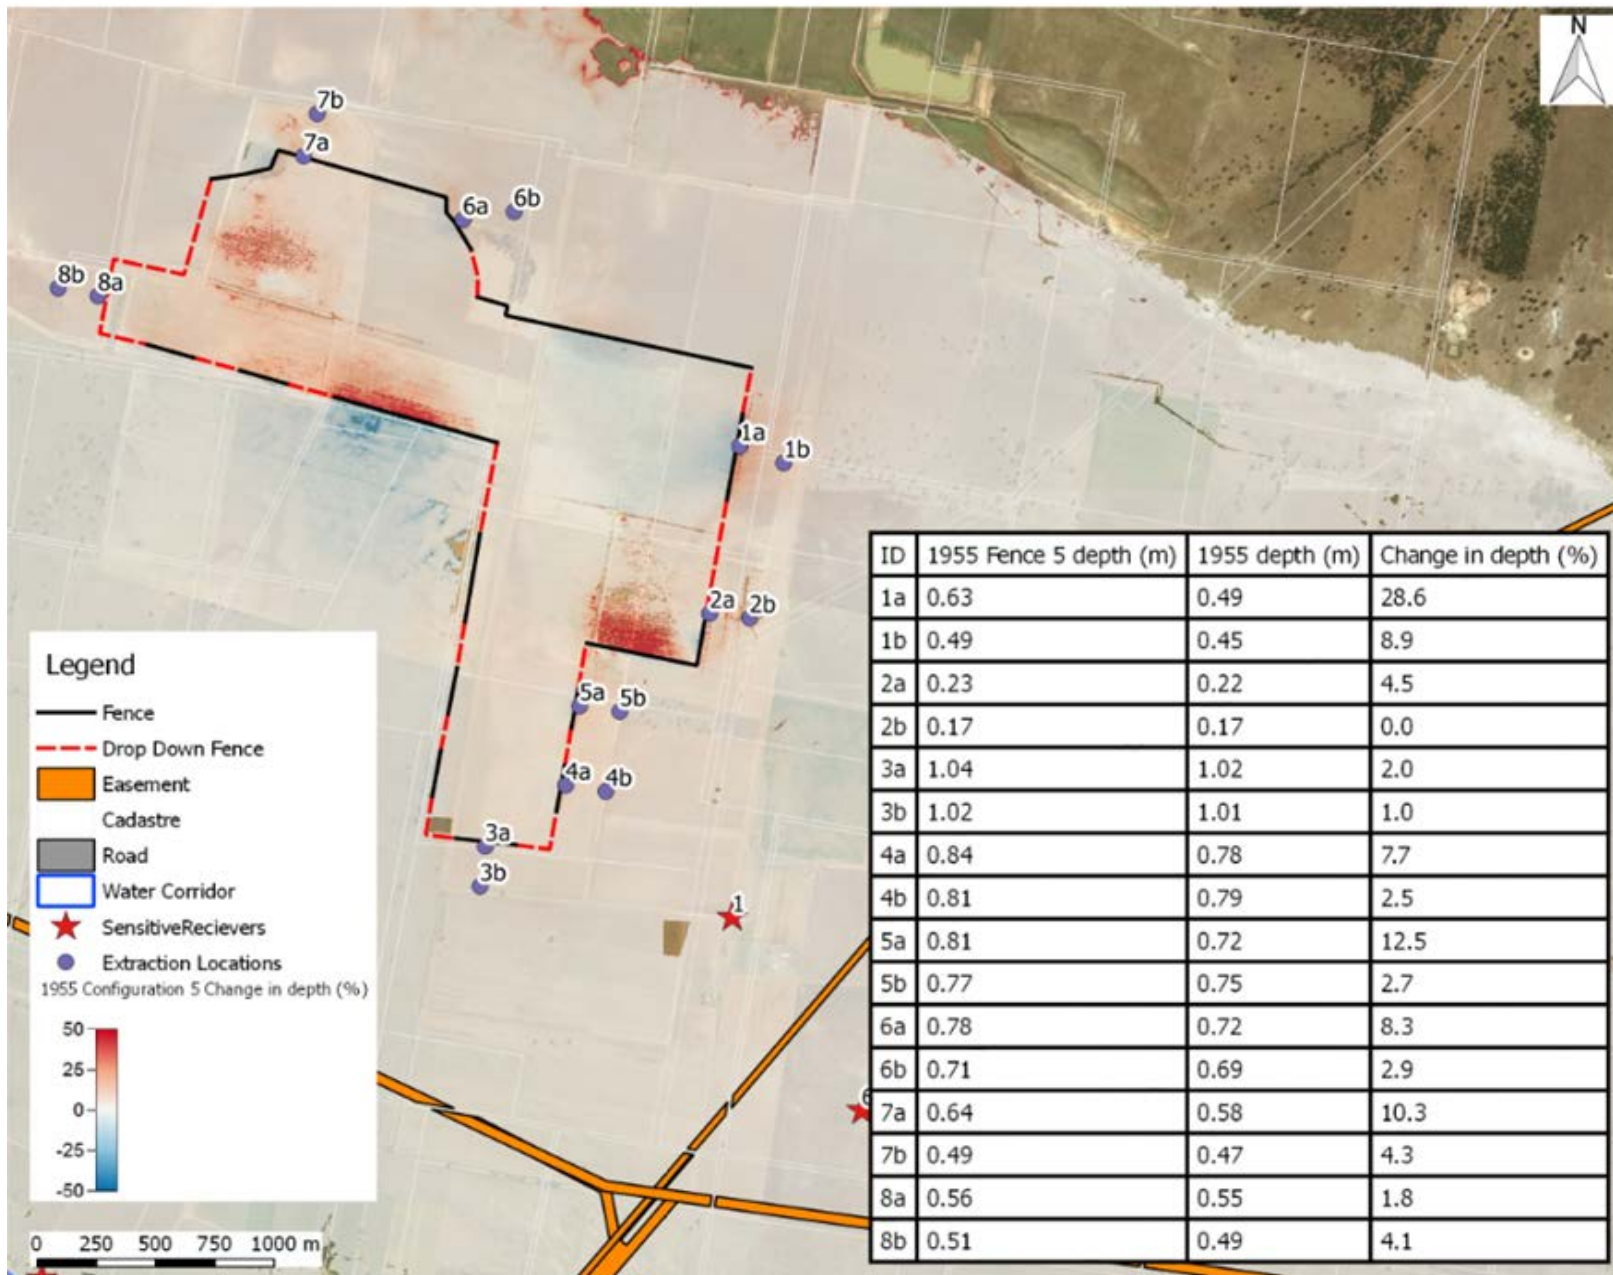 N
7b
7a
6a
6b
8b
8a
1a
1b
2a
2b
5a
5b
4a
4b
3a
3b
1
6
Legend
Fence
Drop Down Fence
Easement
Cadastre
Road
Water Corridor
SensitiveRecievers
Extraction Locations
1955 Configuration 5 Change in depth (%)
50
25
0
-25
-50
0 250 500 750 1000 m
ID 1955 Fence 5 depth (m) 1955 depth (m) Change in depth (%)
1a 0.63 0.49 28.6
1b 0.49 0.45 8.9
2a 0.23 0.22 4.5
2b 0.17 0.17 0.0
3a 1.04 1.02 2.0
3b 1.02 1.01 1.0
4a 0.84 0.78 7.7
4b 0.81 0.79 2.5
5a 0.81 0.72 12.5
5b 0.77 0.75 2.7
6a 0.78 0.72 8.3
6b 0.71 0.69 2.9
7a 0.64 0.58 10.3
7b 0.49 0.47 4.3
8a 0.56 0.55 1.8
8b 0.51 0.49 4.1